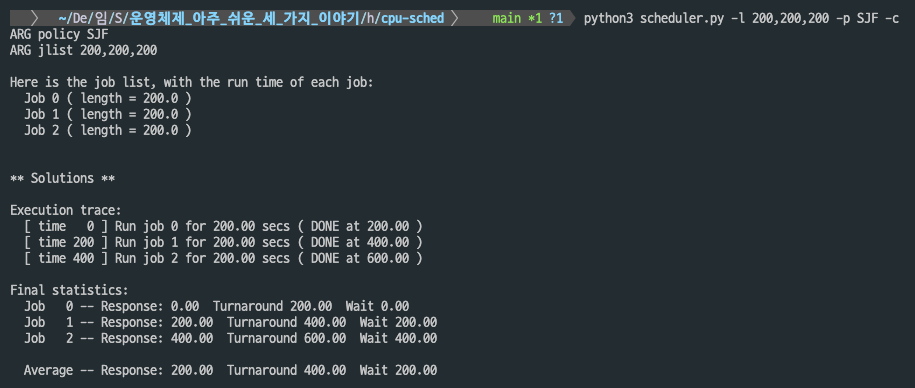 ~/De/임/S/운영체제_아주_쉬운_세_가지_이야기/h/cpu-sched  main *1 ?1  python3 scheduler.py -l 200,200,200 -p SJF -c
ARG policy SJF
ARG jlist 200,200,200

Here is the job list, with the run time of each job:
  Job 0 ( length = 200.0 )
  Job 1 ( length = 200.0 )
  Job 2 ( length = 200.0 )


** Solutions **

Execution trace:
  [ time   0 ] Run job 0 for 200.00 secs ( DONE at 200.00 )
  [ time 200 ] Run job 1 for 200.00 secs ( DONE at 400.00 )
  [ time 400 ] Run job 2 for 200.00 secs ( DONE at 600.00 )

Final statistics:
  Job   0 -- Response: 0.00  Turnaround 200.00  Wait 0.00
  Job   1 -- Response: 200.00  Turnaround 400.00  Wait 200.00
  Job   2 -- Response: 400.00  Turnaround 600.00  Wait 400.00

  Average -- Response: 200.00  Turnaround 400.00  Wait 200.00